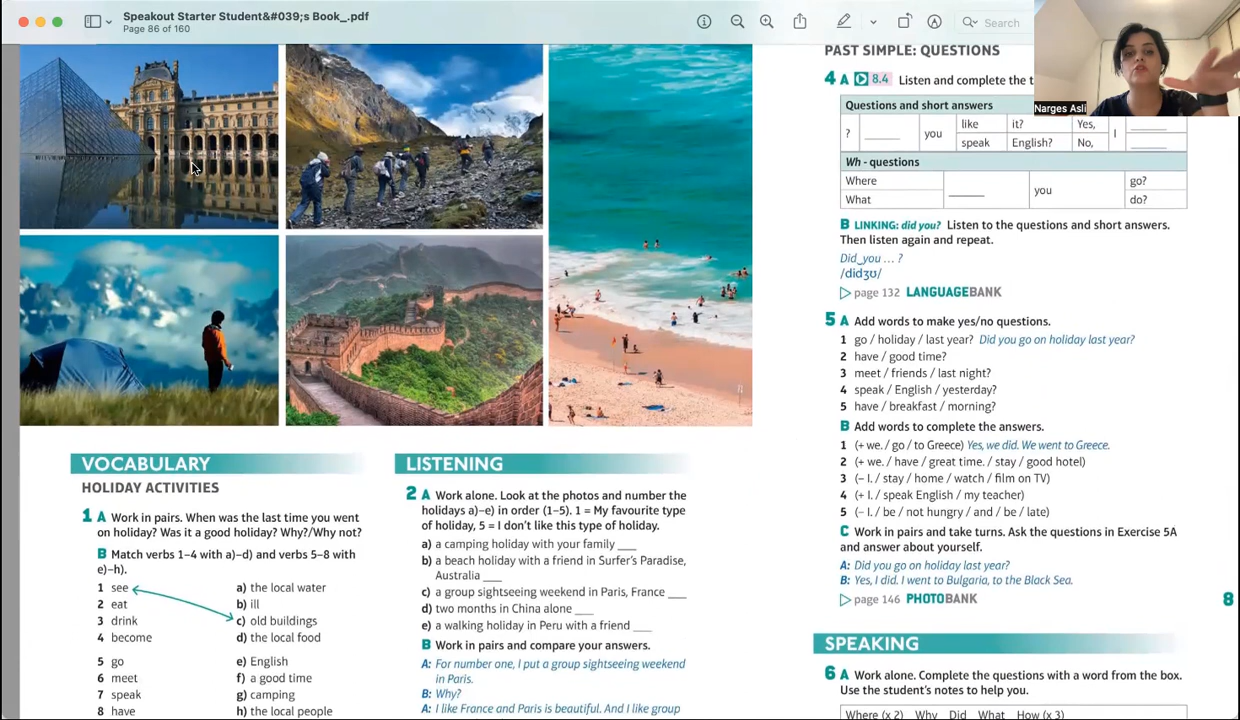 Speakout Starter Student&#039;s Book_.pdf
Page 86 of 160
Search
Narges Asli
VOCABULARY
HOLIDAY ACTIVITIES
1 A Work in pairs. When was the last time you went
on holiday? Was it a good holiday? Why?/Why not?
B Match verbs 1–4 with a)–d) and verbs 5–8 with
e)–h).
1 see a) the local water
2 eat b) ill
3 drink c) old buildings
4 become d) the local food
5 go e) English
6 meet f) a good time
7 speak g) camping
8 have h) the local people
LISTENING
2 A Work alone. Look at the photos and number the
holidays a)–e) in order (1–5). 1 = My favourite type
of holiday, 5 = I don't like this type of holiday.
a) a camping holiday with your family ___
b) a beach holiday with a friend in Surfer's Paradise,
Australia ___
c) a group sightseeing weekend in Paris, France ___
d) two months in China alone ___
e) a walking holiday in Peru with a friend ___
B Work in pairs and compare your answers.
A: For number one, I put a group sightseeing weekend
in Paris.
B: Why?
A: I like France and Paris is beautiful. And I like group
PAST SIMPLE: QUESTIONS
4 A 8.4 Listen and complete the t
Questions and short answers
? ______ you like it? Yes, I ______
speak English? No, ______
Wh- questions
Where ______ you go?
What do?
B LINKING: did you? Listen to the questions and short answers.
Then listen again and repeat.
Did‿you … ?
/dɪdʒʊ/
page 132 LANGUAGEBANK
5 A Add words to make yes/no questions.
1 go / holiday / last year? Did you go on holiday last year?
2 have / good time?
3 meet / friends / last night?
4 speak / English / yesterday?
5 have / breakfast / morning?
B Add words to complete the answers.
1 (+ we. / go / to Greece) Yes, we did. We went to Greece.
2 (+ we. / have / great time. / stay / good hotel)
3 (– I. / stay / home / watch / film on TV)
4 (+ I. / speak English / my teacher)
5 (– I. / be / not hungry / and / be / late)
C Work in pairs and take turns. Ask the questions in Exercise 5A
and answer about yourself.
A: Did you go on holiday last year?
B: Yes, I did. I went to Bulgaria, to the Black Sea.
page 146 PHOTOBANK
8
SPEAKING
6 A Work alone. Complete the questions with a word from the box.
Use the student's notes to help you.
Where (x 2) Why Did What How (x 3)